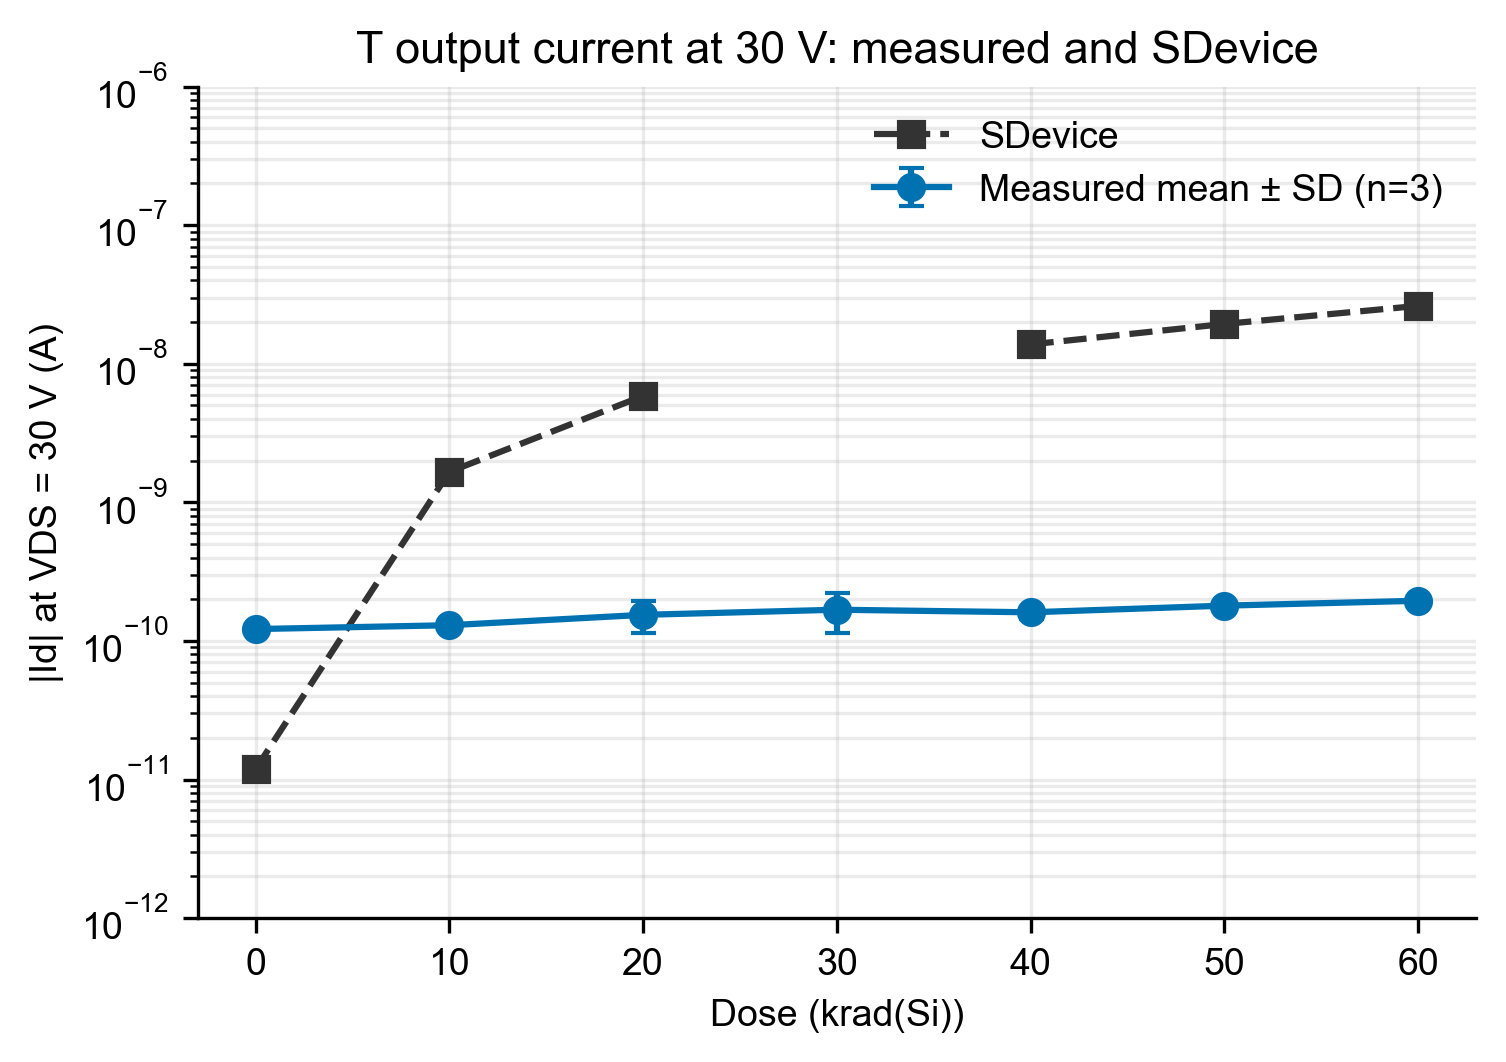 T output current at 30 V: measured and SDevice
SDevice
Measured mean ± SD (n=3)
|Id| at VDS = 30 V (A)
10⁻⁶
10⁻⁷
10⁻⁸
10⁻⁹
10⁻¹⁰
10⁻¹¹
10⁻¹²
0 10 20 30 40 50 60
Dose (krad(Si))